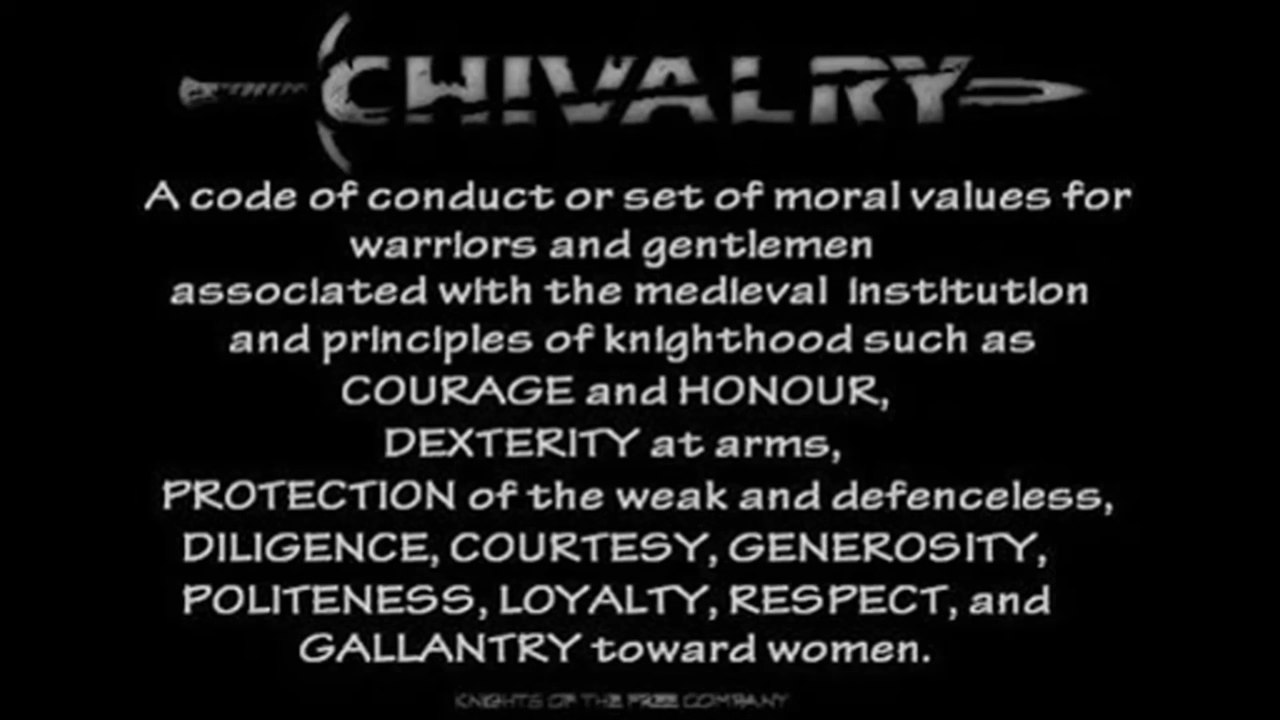 CHIVALRY
A code of conduct or set of moral values for
warriors and gentlemen
associated with the medieval institution
and principles of knighthood such as
COURAGE and HONOUR,
DEXTERITY at arms,
PROTECTION of the weak and defenceless,
DILIGENCE, COURTESY, GENEROSITY,
POLITENESS, LOYALTY, RESPECT, and
GALLANTRY toward women.
KNIGHTS OF THE FREE COMPANY